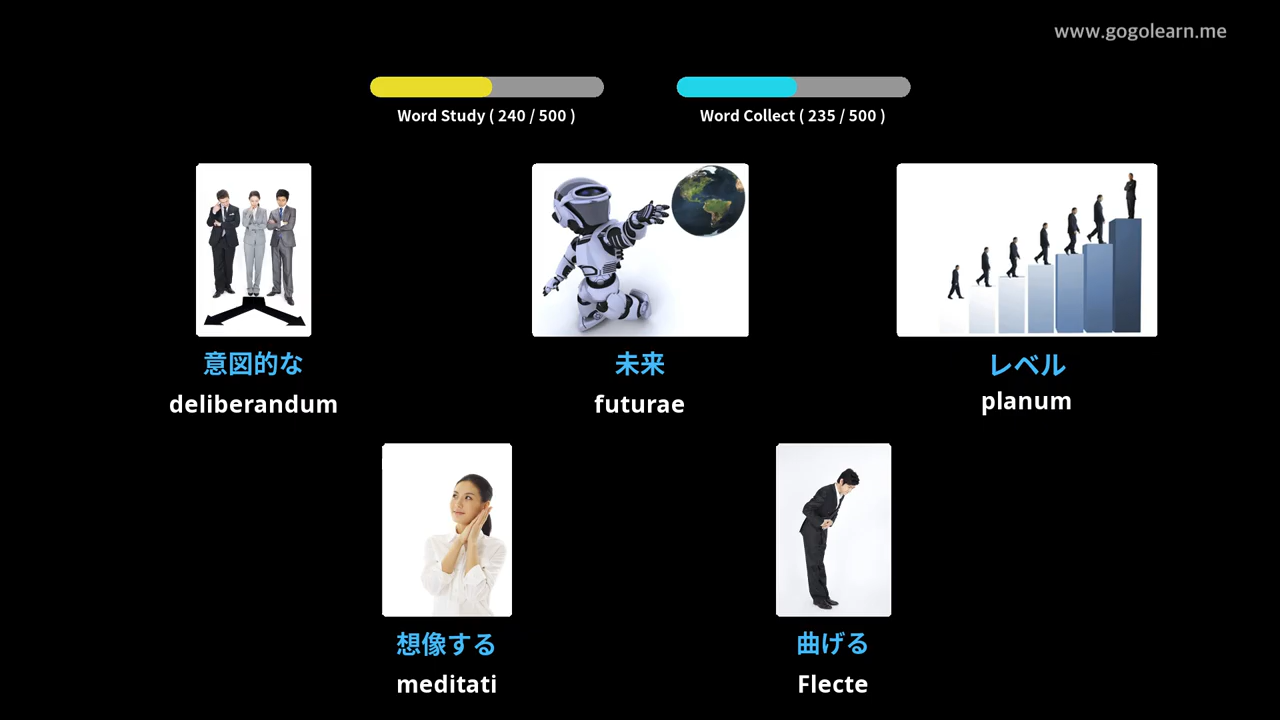 www.gogolearn.me
Word Study ( 240 / 500 )
Word Collect ( 235 / 500 )
意図的な
deliberandum
未来
futurae
レベル
planum
想像する
meditati
曲げる
Flecte